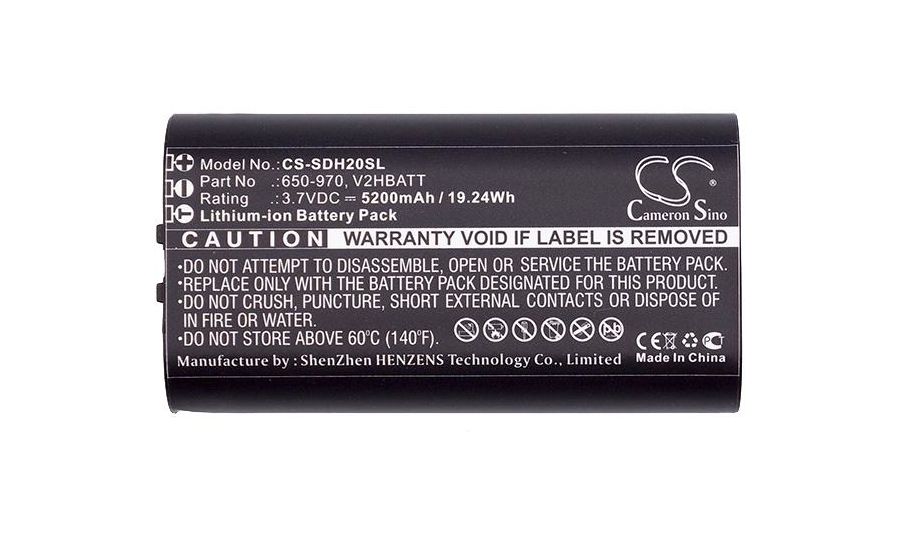 Model No.:CS-SDH20SL
Part No :650-970, V2HBATT
Rating :3.7VDC ⎓ 5200mAh / 19.24Wh
Lithium-ion Battery Pack
CS
Cameron Sino
CAUTION WARRANTY VOID IF LABEL IS REMOVED
•DO NOT ATTEMPT TO DISASSEMBLE, OPEN OR SERVICE THE BATTERY PACK.
•REPLACE ONLY WITH THE BATTERY PACK DESIGNATED FOR THIS PRODUCT.
•DO NOT CRUSH, PUNCTURE, SHORT EXTERNAL CONTACTS OR DISPOSE OF
IN FIRE OR WATER.
•DO NOT STORE ABOVE 60°C (140°F).
Pb
CE
Made In China
Manufacture by : ShenZhen HENZENS Technology Co., Limited